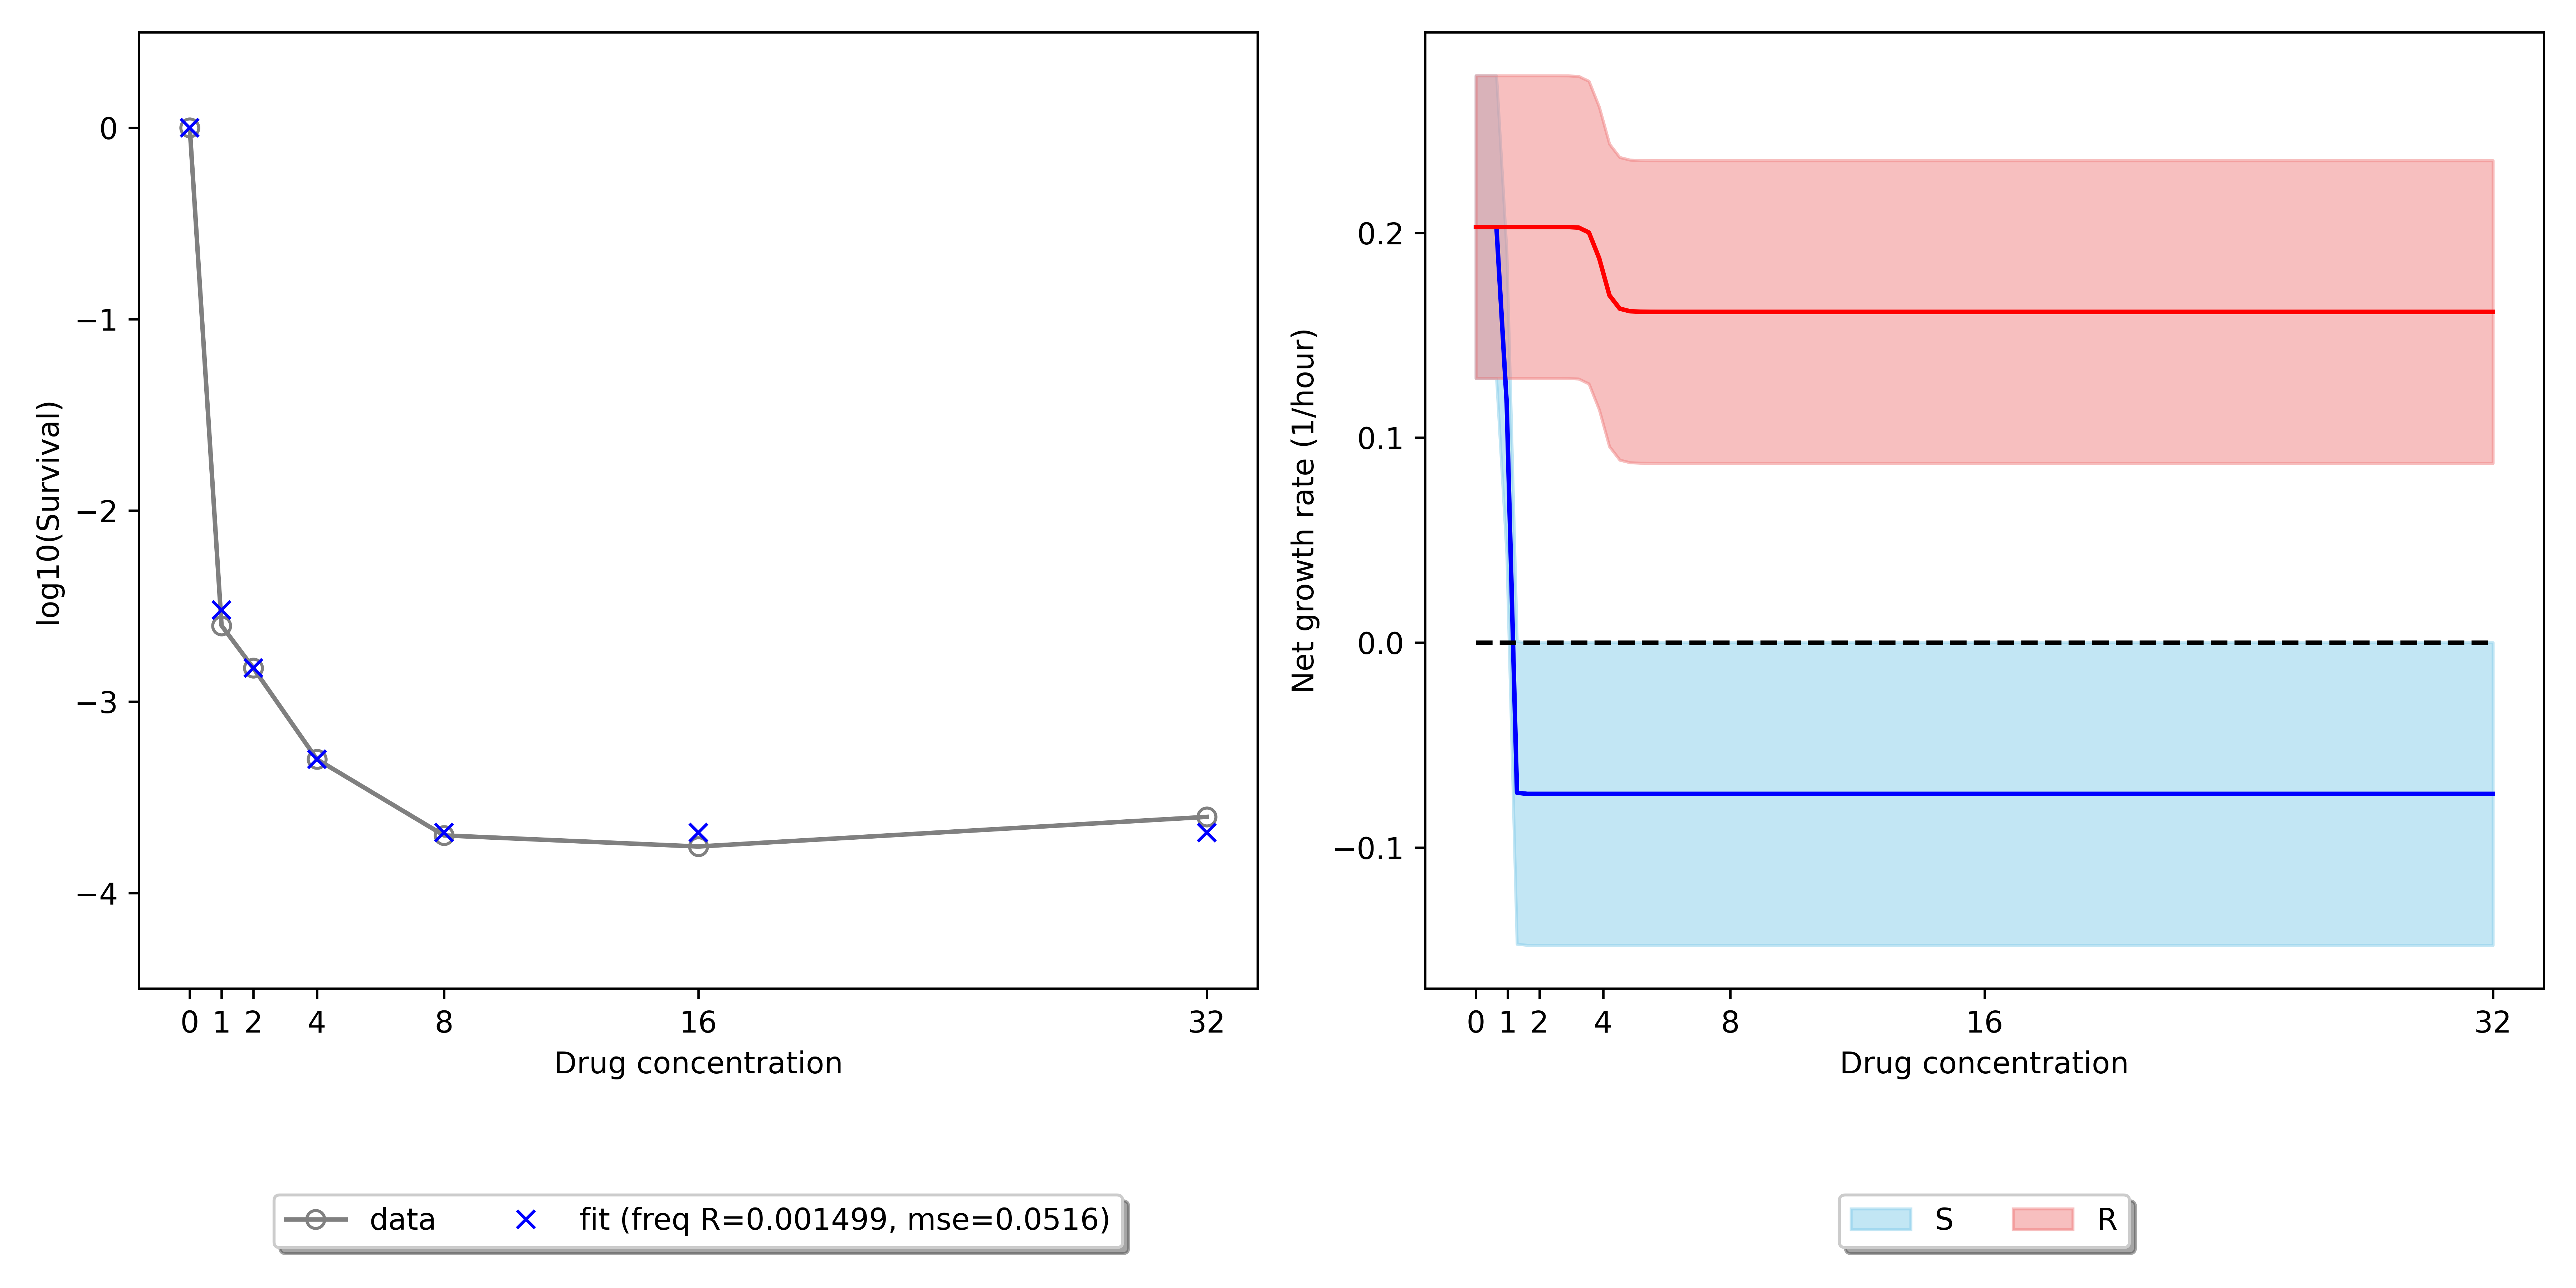 log10(Survival)
0
−1
−2
−3
−4
0 1 2 4 8 16 32
Drug concentration
data fit (freq R=0.001499, mse=0.0516)
Net growth rate (1/hour)
0.2
0.1
0.0
−0.1
0 1 2 4 8 16 32
Drug concentration
S R